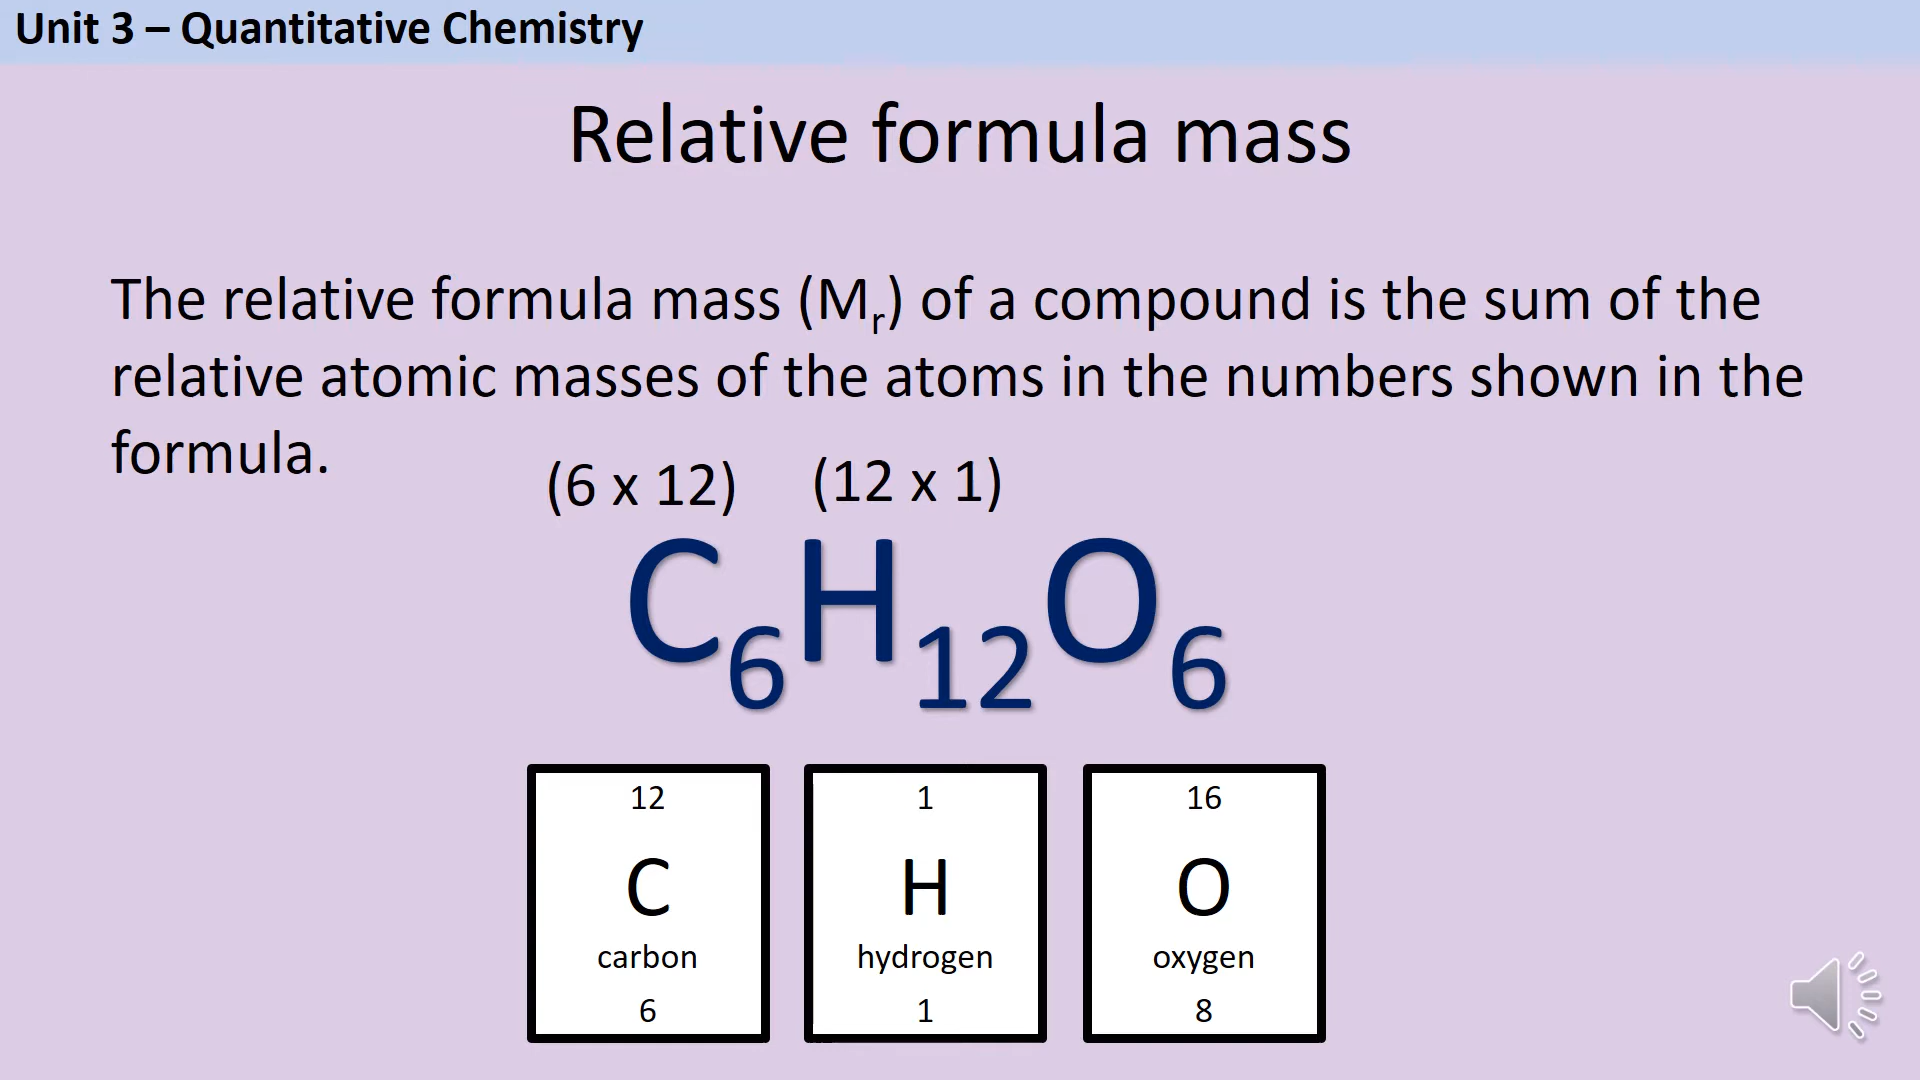 Unit 3 – Quantitative Chemistry
Relative formula mass
The relative formula mass (Mᵣ) of a compound is the sum of the
relative atomic masses of the atoms in the numbers shown in the
formula.
(6 x 12) (12 x 1)
C₆H₁₂O₆
12 1 16
C H O
carbon hydrogen oxygen
6 1 8